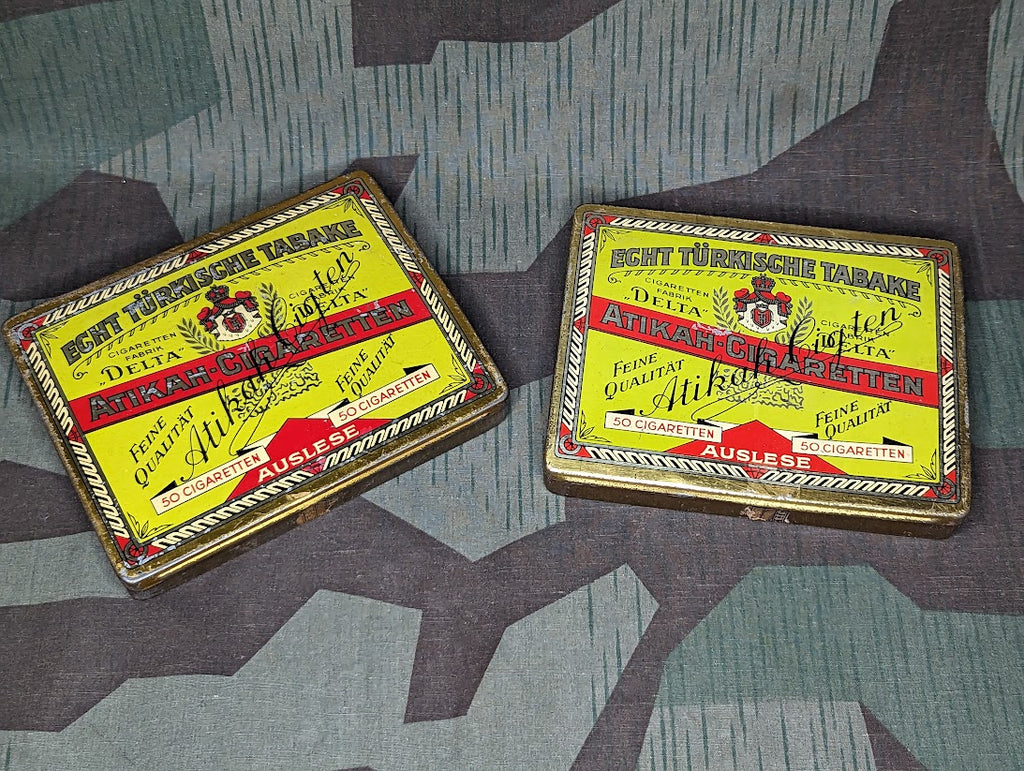 ECHT TÜRKISCHE TABAKE
CIGARETTEN
FABRIK
„DELTA"
CIGARETTEN
FABRIK
„DELTA"
ATIKAH-CIGARETTEN
Atikah
FEINE
QUALITÄT
FEINE
QUALITÄT
50 CIGARETTEN
50 CIGARETTEN
AUSLESE
ECHT TÜRKISCHE TABAKE
CIGARETTEN
FABRIK
„DELTA"
CIGARETTEN
FABRIK
„DELTA"
ATIKAH-CIGARETTEN
Atikah
FEINE
QUALITÄT
FEINE
QUALITÄT
50 CIGARETTEN
50 CIGARETTEN
AUSLESE